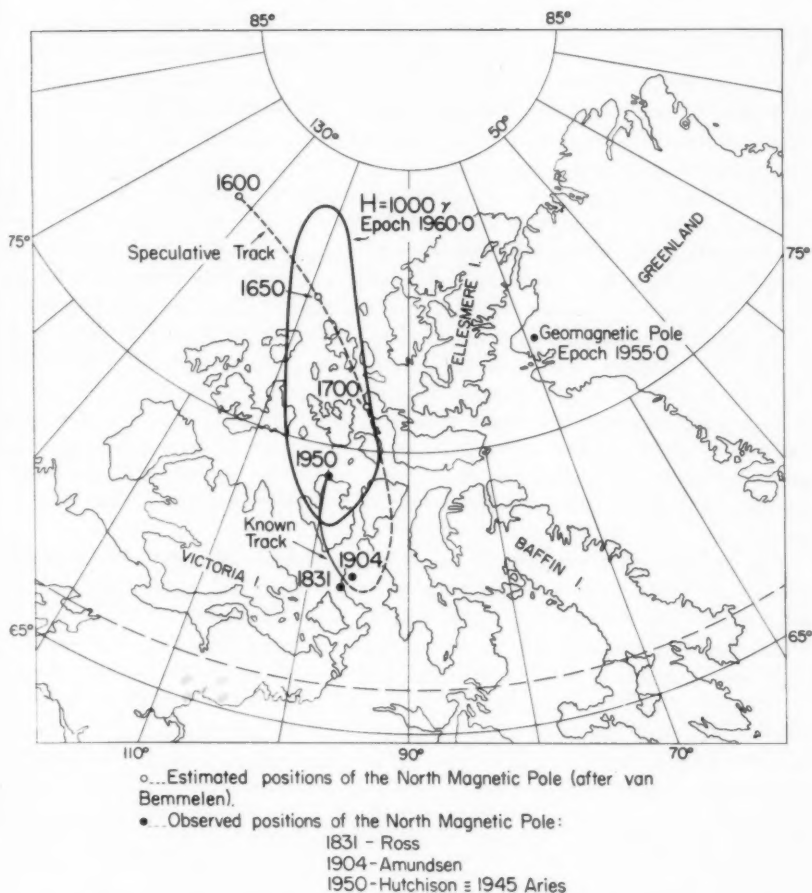 85° 85°
130° 50°
1600
H=1000 γ
Epoch 1960·0
75° 75°
Speculative Track
GREENLAND
ELLESMERE I.
1650
Geomagnetic Pole
Epoch 1955·0
1700
1950
Known
Track
VICTORIA I.
1904
1831
BAFFIN I.
65° 65°
110° 90° 70°
o...Estimated positions of the North Magnetic Pole (after van
Bemmelen).
•...Observed positions of the North Magnetic Pole:
1831 - Ross
1904-Amundsen
1950-Hutchison ≡ 1945 Aries